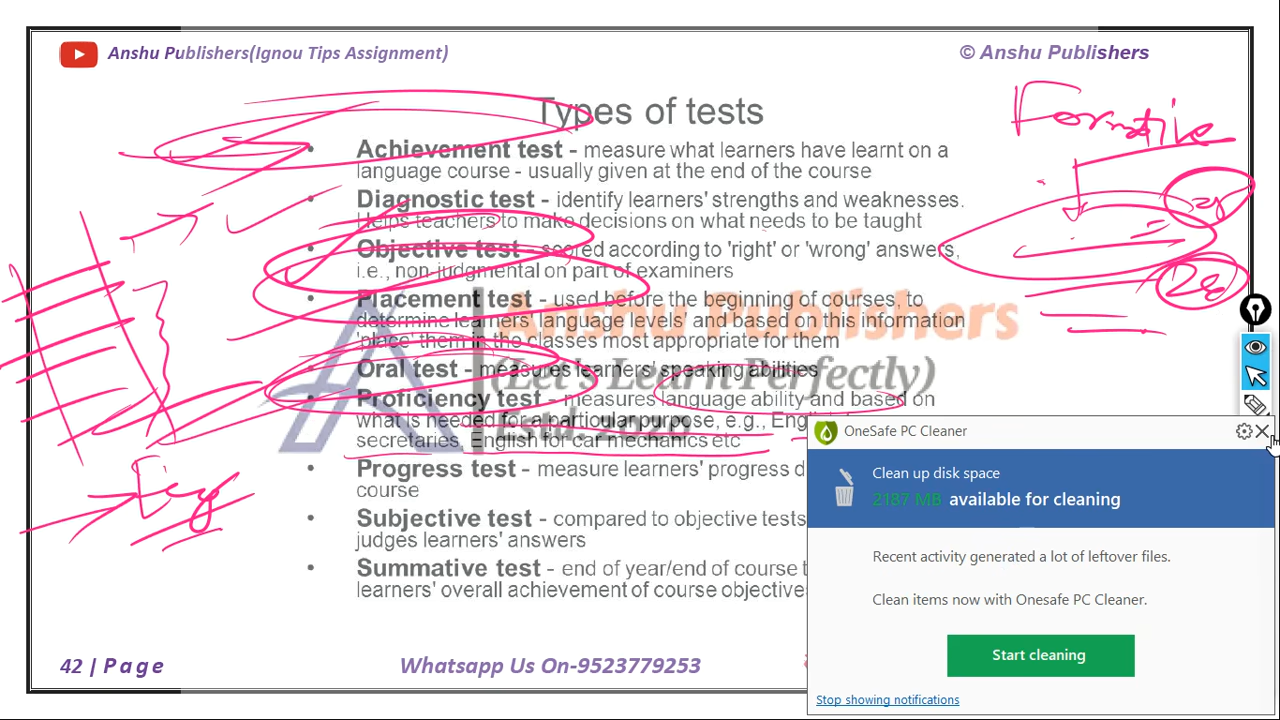 Anshu Publishers(Ignou Tips Assignment)
© Anshu Publishers
Formative
Types of tests
• Achievement test - measure what learners have learnt on a
language course - usually given at the end of the course
• Diagnostic test - identify learners' strengths and weaknesses.
Helps teachers to make decisions on what needs to be taught
• Objective test - scored according to 'right' or 'wrong' answers,
i.e., non-judgmental on part of examiners
• Placement test - used before the beginning of courses, to
determine learners' language levels' and based on this information
'place' them in the classes most appropriate for them
• Oral test - measures learners' speaking abilities
• Proficiency test - measures language ability and based on
what is needed for a particular purpose, e.g., Eng
secretaries, English for car mechanics etc
• Progress test - measure learners' progress d
course
• Subjective test - compared to objective tests
judges learners' answers
• Summative test - end of year/end of course t
learners' overall achievement of course objectives
Anshu Publishers
(Let's Learn Perfectly)
Estd.2020
OneSafe PC Cleaner
Clean up disk space
2187 MB available for cleaning
Recent activity generated a lot of leftover files.
Clean items now with Onesafe PC Cleaner.
Start cleaning
Stop showing notifications
42 | Page
Whatsapp Us On-9523779253